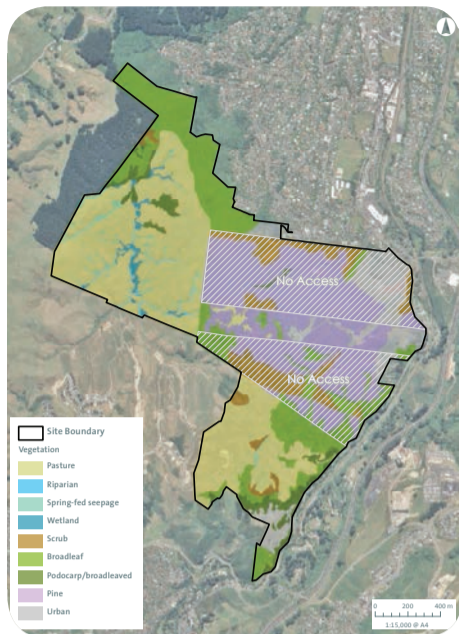 No Access
No Access
Site Boundary
Vegetation
Pasture
Riparian
Spring-fed seepage
Wetland
Scrub
Broadleaf
Podocarp/broadleaved
Pine
Urban
0 200 400 m
1:15,000 @ A4